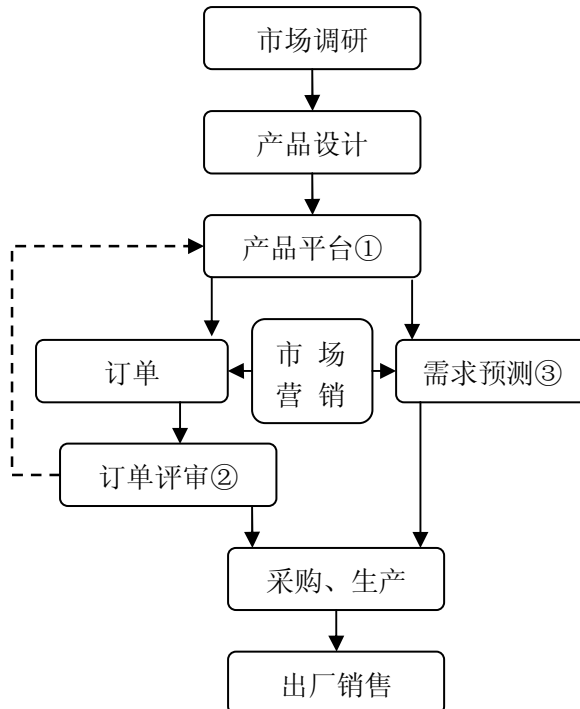 市场调研
产品设计
产品平台①
订单
市 场
营 销
需求预测③
订单评审②
采购、生产
出厂销售